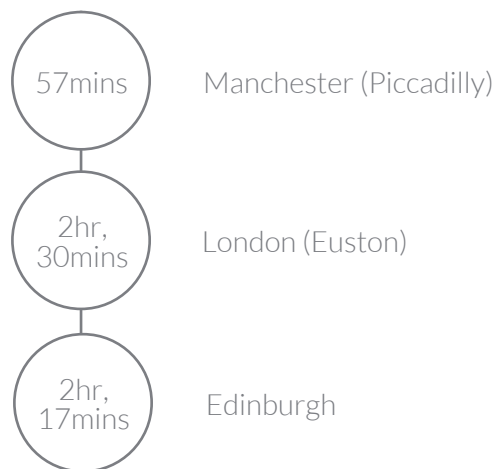 57mins
Manchester (Piccadilly)
2hr,
30mins
London (Euston)
2hr,
17mins
Edinburgh